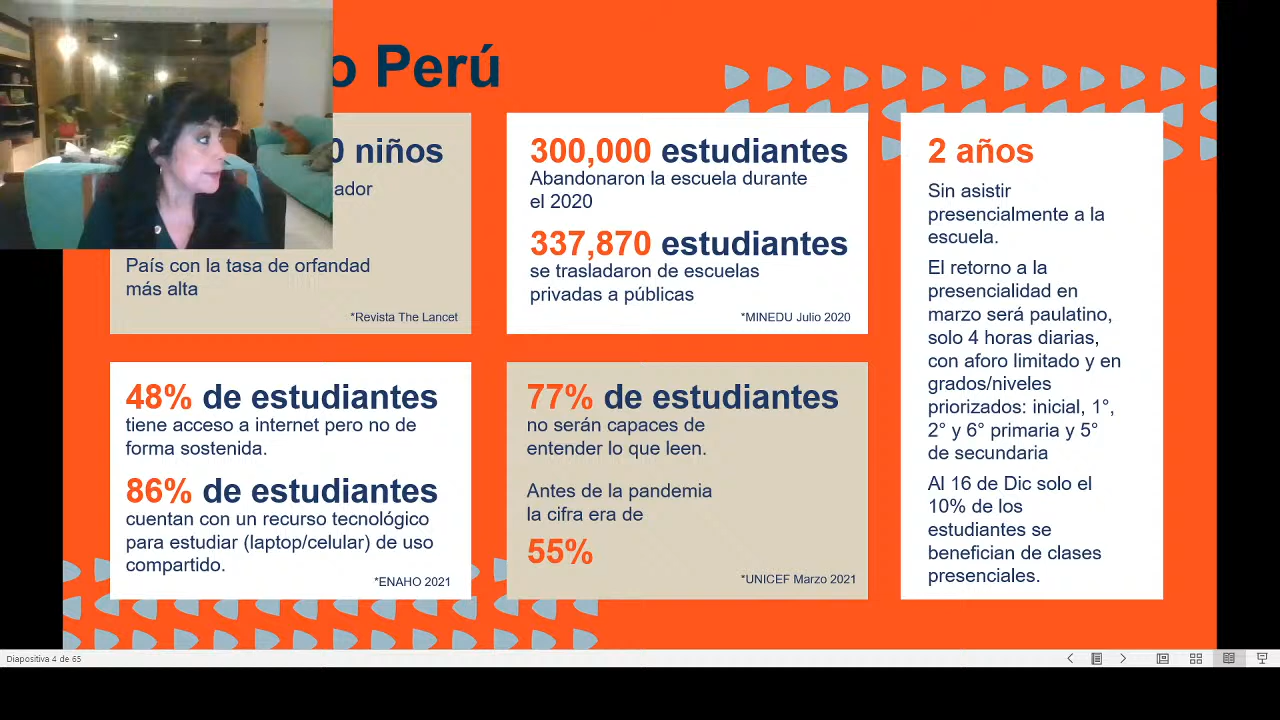 o Perú
0 niños
ador
País con la tasa de orfandad
más alta
*Revista The Lancet
300,000 estudiantes
Abandonaron la escuela durante
el 2020
337,870 estudiantes
se trasladaron de escuelas
privadas a públicas
*MINEDU Julio 2020
2 años
Sin asistir
presencialmente a la
escuela.
El retorno a la
presencialidad en
marzo será paulatino,
solo 4 horas diarias,
con aforo limitado y en
grados/niveles
priorizados: inicial, 1°,
2° y 6° primaria y 5°
de secundaria
Al 16 de Dic solo el
10% de los
estudiantes se
benefician de clases
presenciales.
48% de estudiantes
tiene acceso a internet pero no de
forma sostenida.
86% de estudiantes
cuentan con un recurso tecnológico
para estudiar (laptop/celular) de uso
compartido.
*ENAHO 2021
77% de estudiantes
no serán capaces de
entender lo que leen.
Antes de la pandemia
la cifra era de
55%
*UNICEF Marzo 2021
Diapositiva 4 de 65